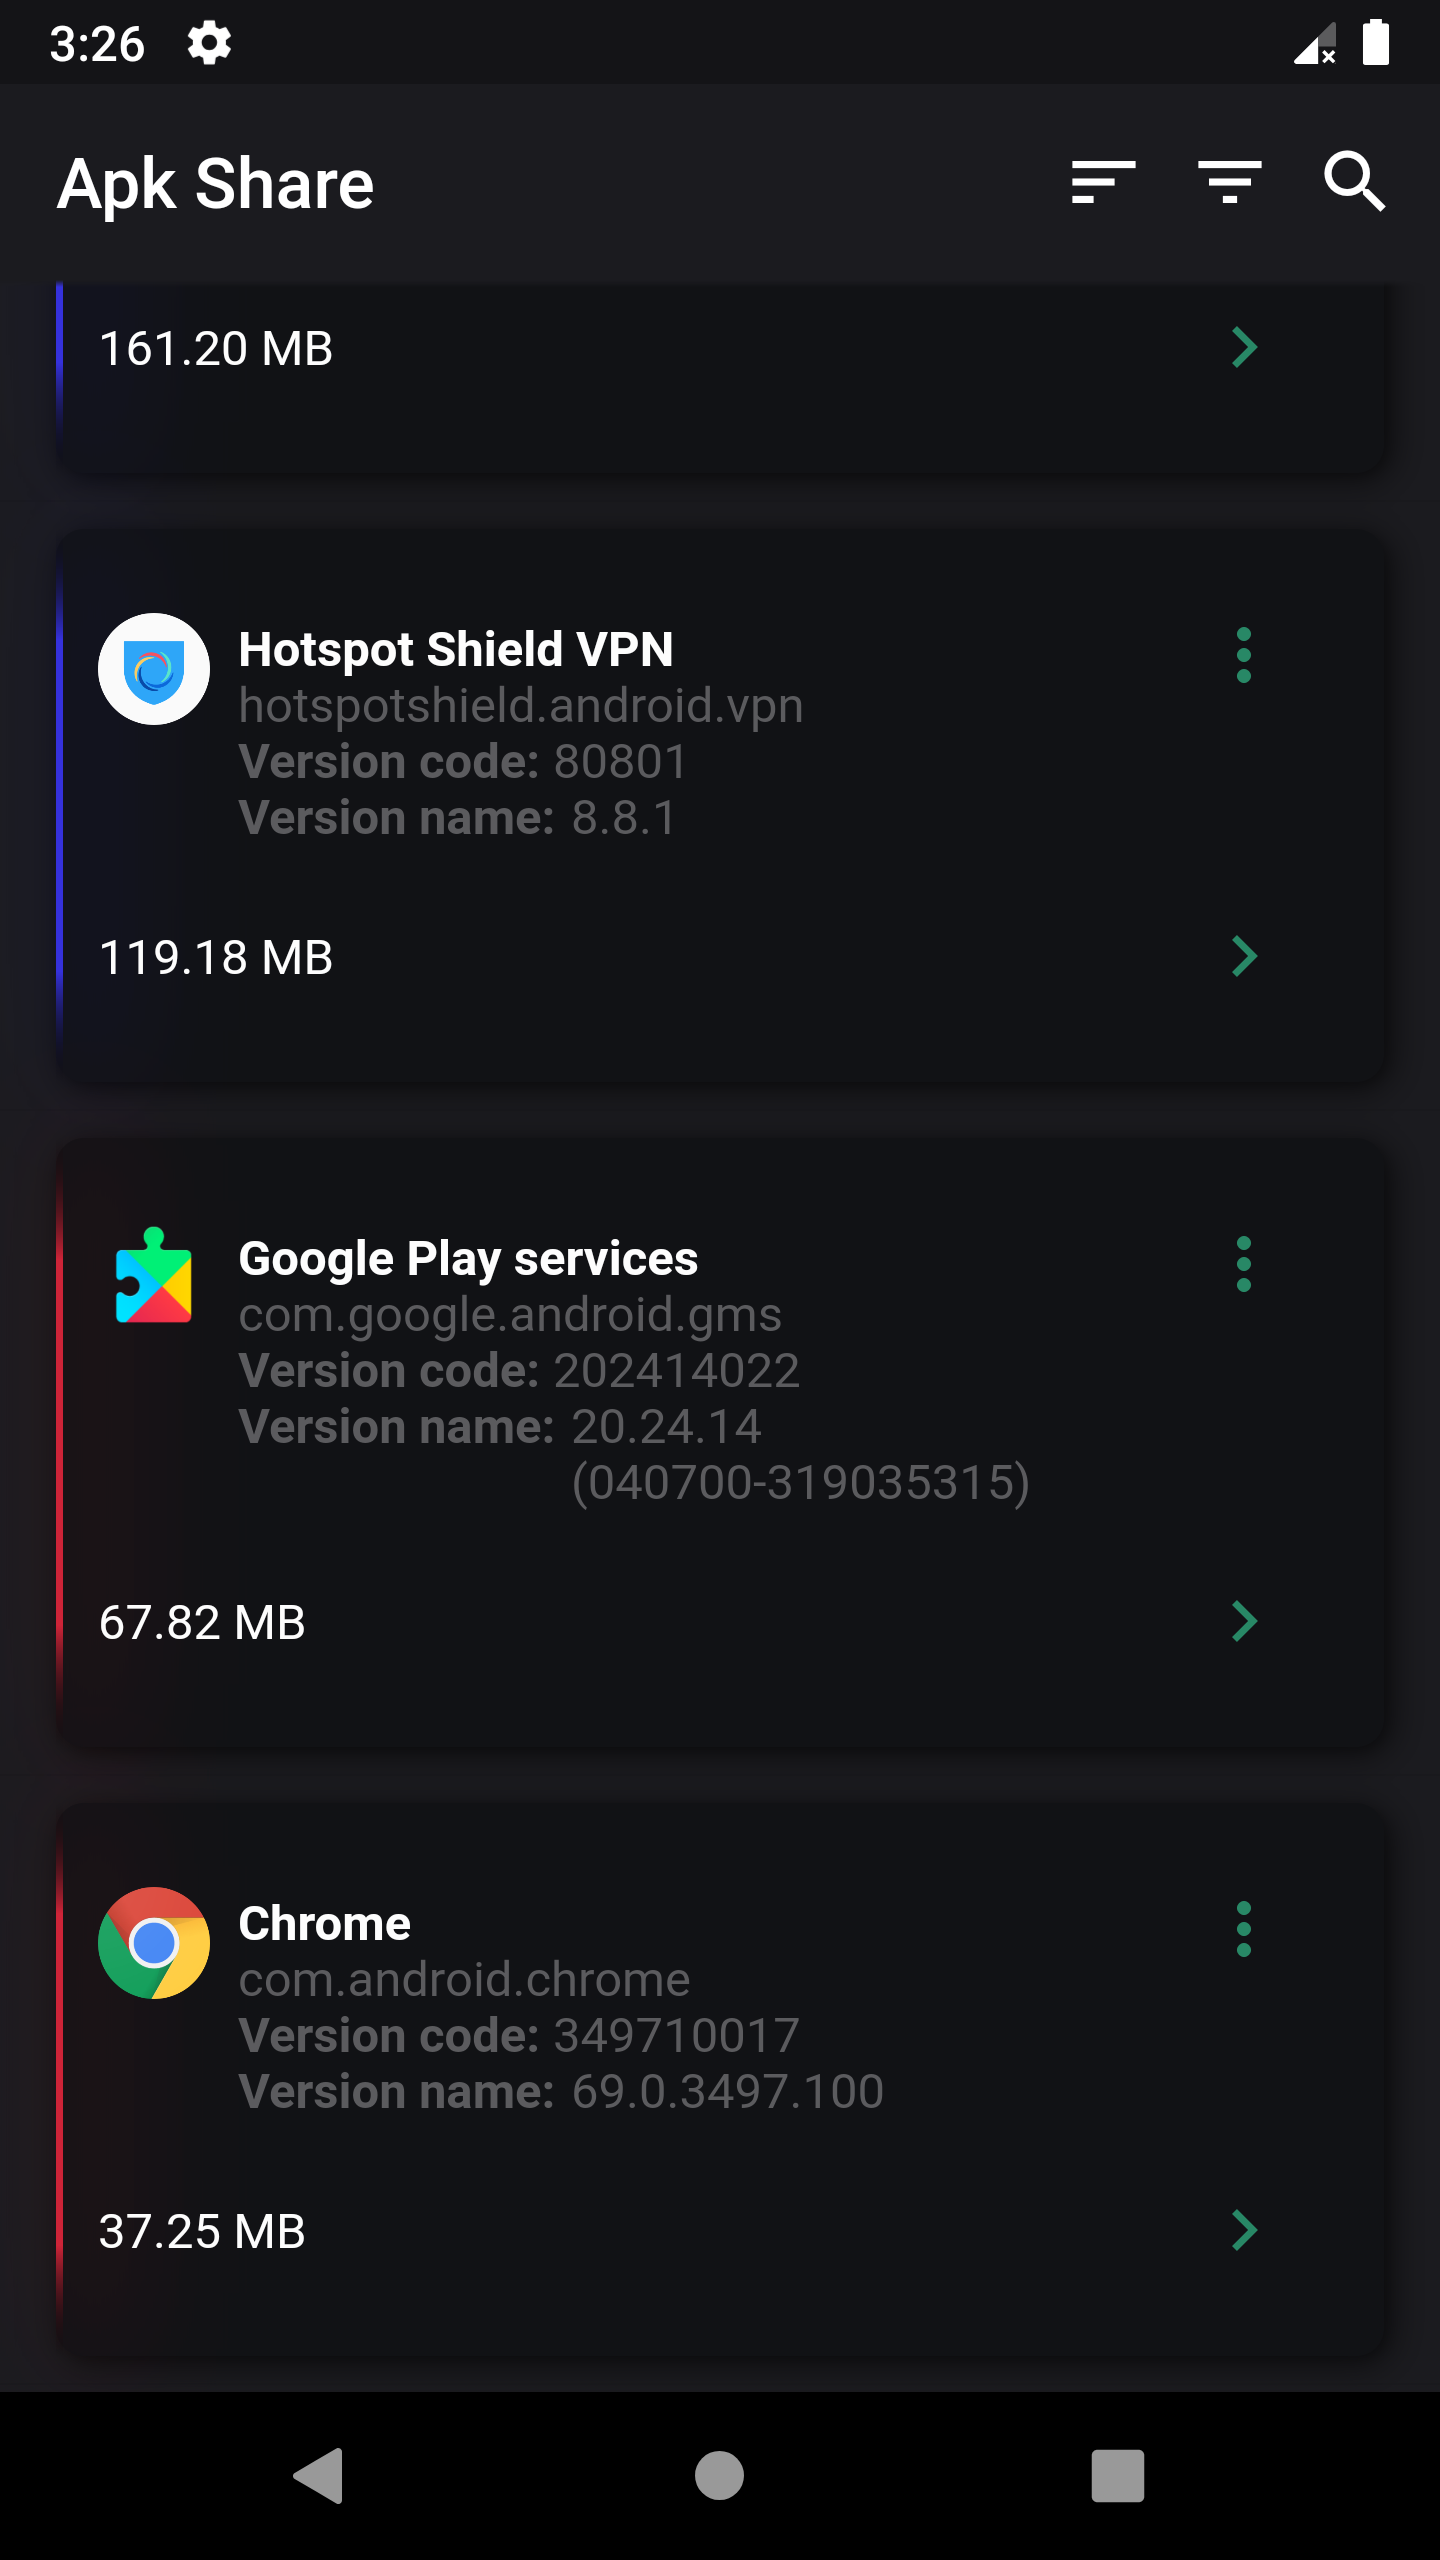 3:26
Apk Share
161.20 MB
Hotspot Shield VPN
hotspotshield.android.vpn
Version code: 80801
Version name: 8.8.1
119.18 MB
Google Play services
com.google.android.gms
Version code: 202414022
Version name: 20.24.14
(040700-319035315)
67.82 MB
Chrome
com.android.chrome
Version code: 349710017
Version name: 69.0.3497.100
37.25 MB